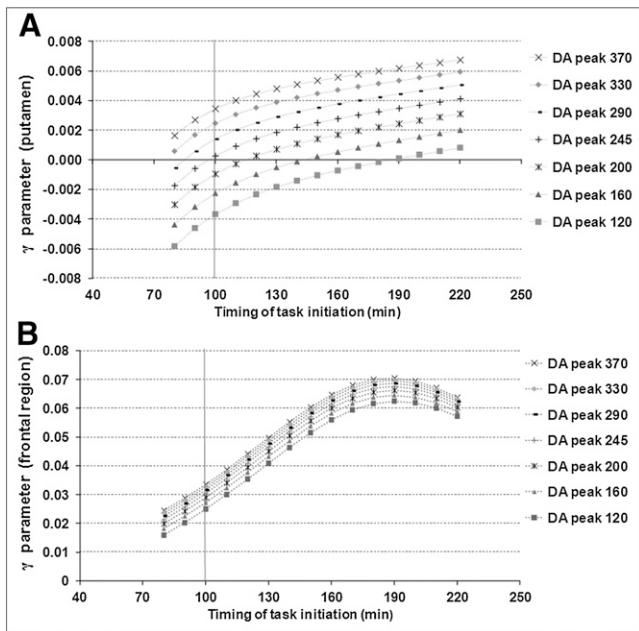 A
0.008
0.006
0.004
0.002
0.000
-0.002
-0.004
-0.006
-0.008
γ parameter (putamen)
40 70 100 130 160 190 220 250
Timing of task initiation (min)
DA peak 370
DA peak 330
DA peak 290
DA peak 245
DA peak 200
DA peak 160
DA peak 120
B
0.08
0.07
0.06
0.05
0.04
0.03
0.02
0.01
0
γ parameter (frontal region)
40 70 100 130 160 190 220 250
Timing of task initiation (min)
DA peak 370
DA peak 330
DA peak 290
DA peak 245
DA peak 200
DA peak 160
DA peak 120